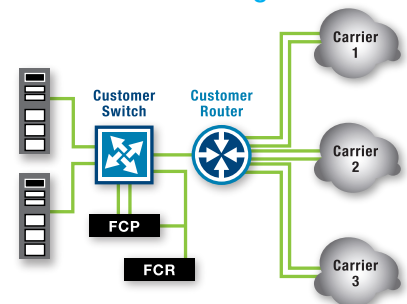 Carrier
1
Customer
Switch
Customer
Router
Carrier
2
FCP
FCR
Carrier
3